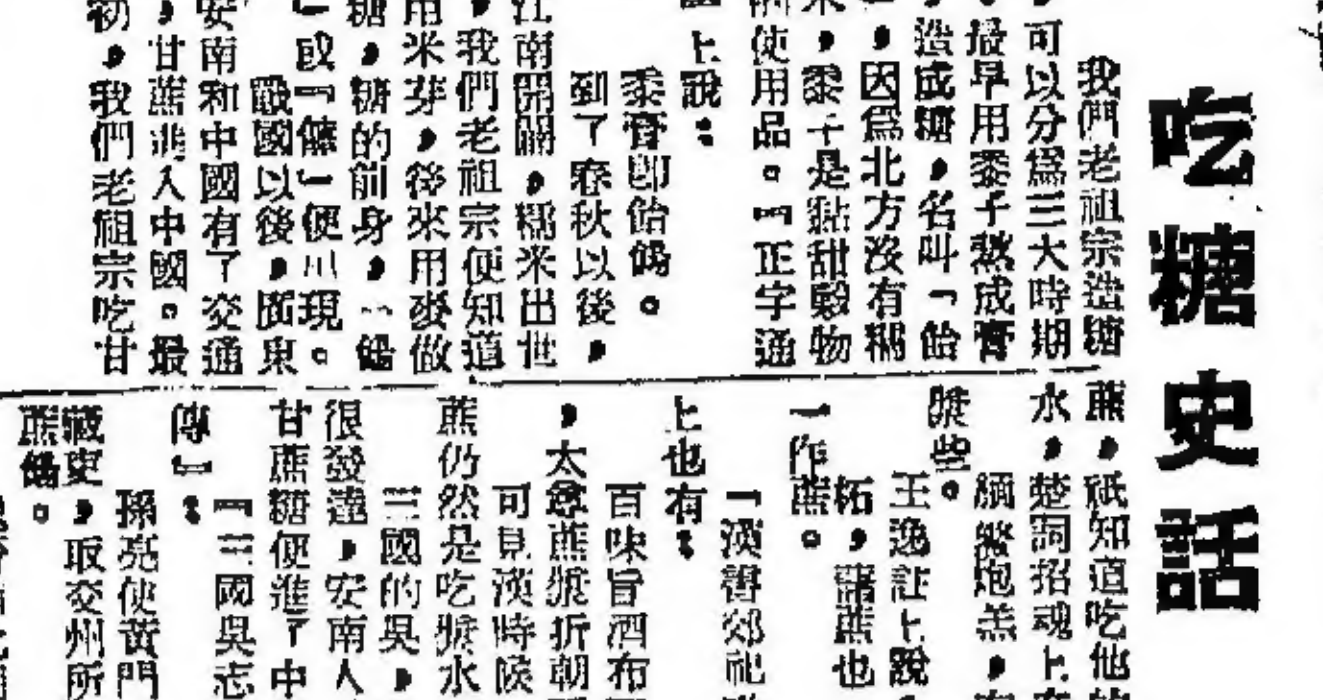 吃糖史話
我們老祖宗造糖
可以分爲三大時期
最早用黍子熬成膏
造成糖，名叫「飴
，因爲北方沒有稱
，黍子是黏甜穀物
使用品。『正字通
上說：
黍膏即飴餳。
到了春秋以後，
江南開闢，糯米出世
，我們老祖宗便知道
用米芽，後來用麥做
糖，糖的前身，「餳
」或『餹」便出現。
戰國以後，廣東
安南和中國有了交通
，甘蔗進入中國。最
初，我們老祖宗吃甘
蔗，祇知道吃他
水，楚詞招魂上
臑鱉炮羔，
漿些。
王逸註上說
柘，藷蔗也
一作蔗。
「漢書郊祀
上也有：
百味旨酒布
，太尊蔗漿析朝
可見漢時候
蔗仍然是吃漿水
三國的吳，
很發達，安南人
甘蔗糖便進了中
『三國吳志
傳』：
孫亮使黃門
藏吏，取交州所
蔗餳。